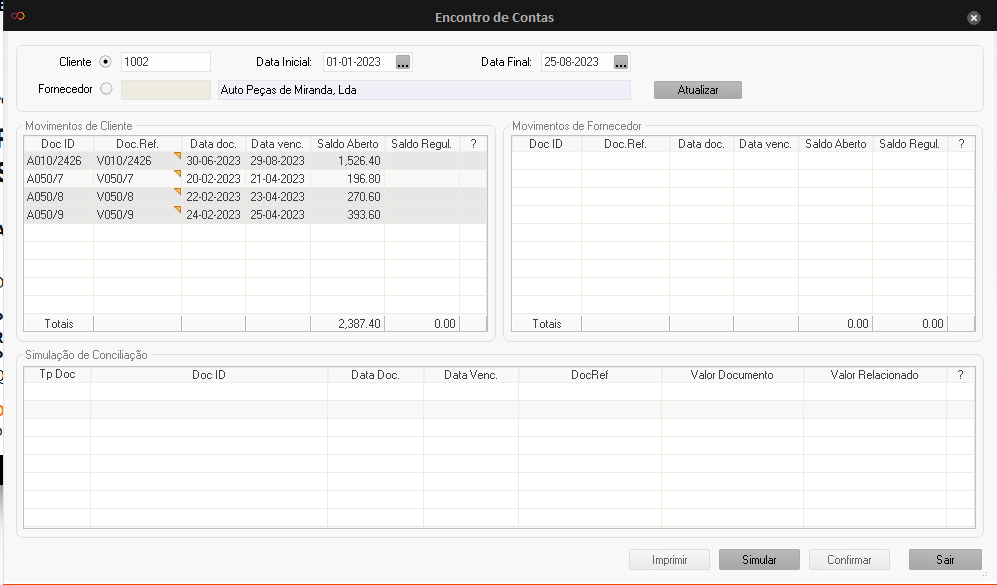 Encontro de Contas
Cliente 1002 Data Inicial: 01-01-2023 ... Data Final: 25-08-2023 ...
Fornecedor Auto Peças de Miranda, Lda Atualizar
Movimentos de Cliente
Doc ID Doc.Ref. Data doc. Data venc. Saldo Aberto Saldo Regul. ?
A010/2426 V010/2426 30-06-2023 29-08-2023 1,526.40
A050/7 V050/7 20-02-2023 21-04-2023 196.80
A050/8 V050/8 22-02-2023 23-04-2023 270.60
A050/9 V050/9 24-02-2023 25-04-2023 393.60
Totais 2,387.40 0.00
Movimentos de Fornecedor
Doc ID Doc.Ref. Data doc. Data venc. Saldo Aberto Saldo Regul. ?
Totais 0.00 0.00
Simulação de Conciliação
Tp Doc Doc ID Data Doc. Data Venc. DocRef Valor Documento Valor Relacionado ?
Imprimir Simular Confirmar Sair